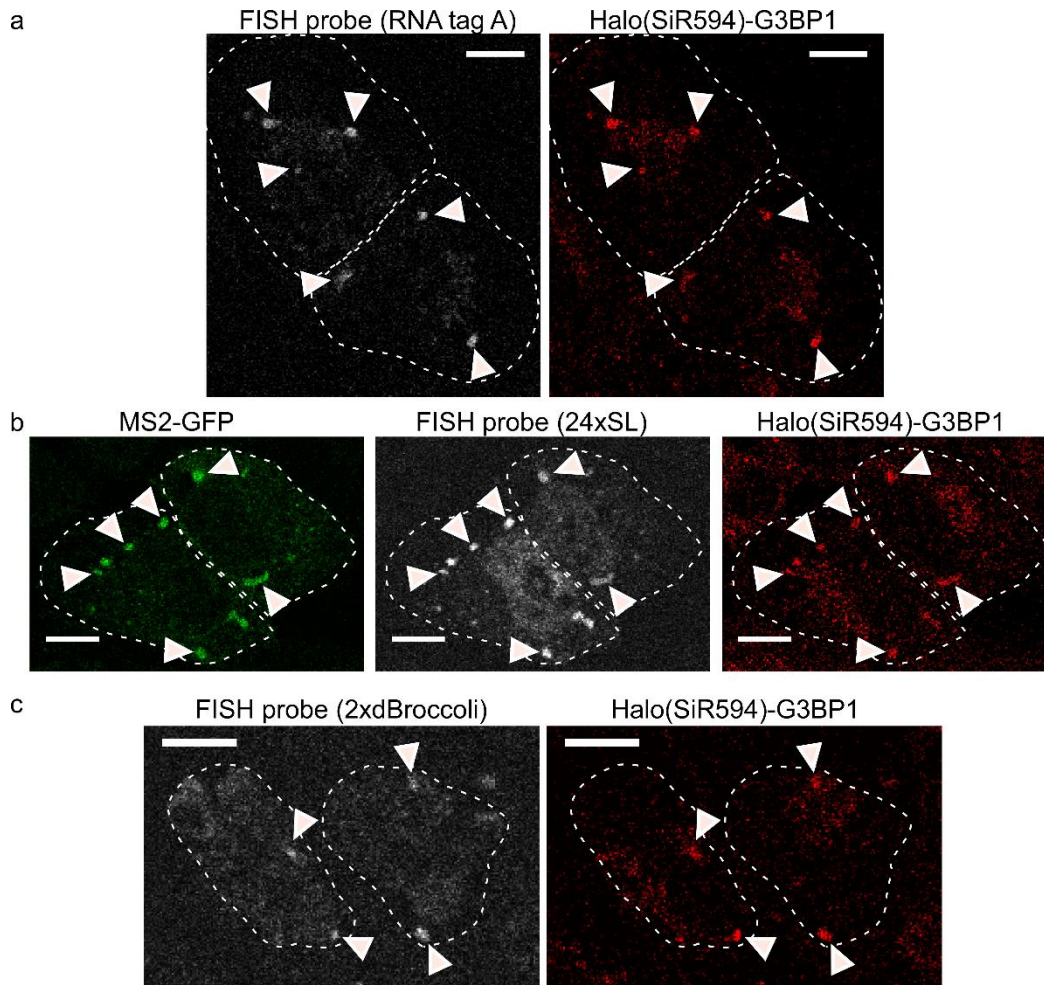 a
FISH probe (RNA tag A) Halo(SiR594)-G3BP1
b
MS2-GFP FISH probe (24xSL) Halo(SiR594)-G3BP1
c
FISH probe (2xdBroccoli) Halo(SiR594)-G3BP1